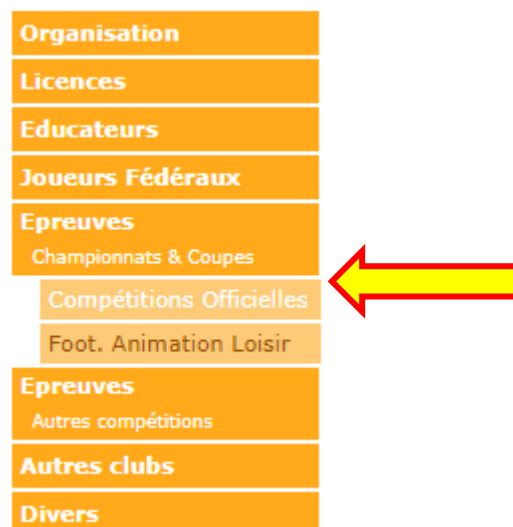 Organisation
Licences
Educateurs
Joueurs Fédéraux
Epreuves
Championnats & Coupes
Compétitions Officielles
Foot. Animation Loisir
Epreuves
Autres compétitions
Autres clubs
Divers